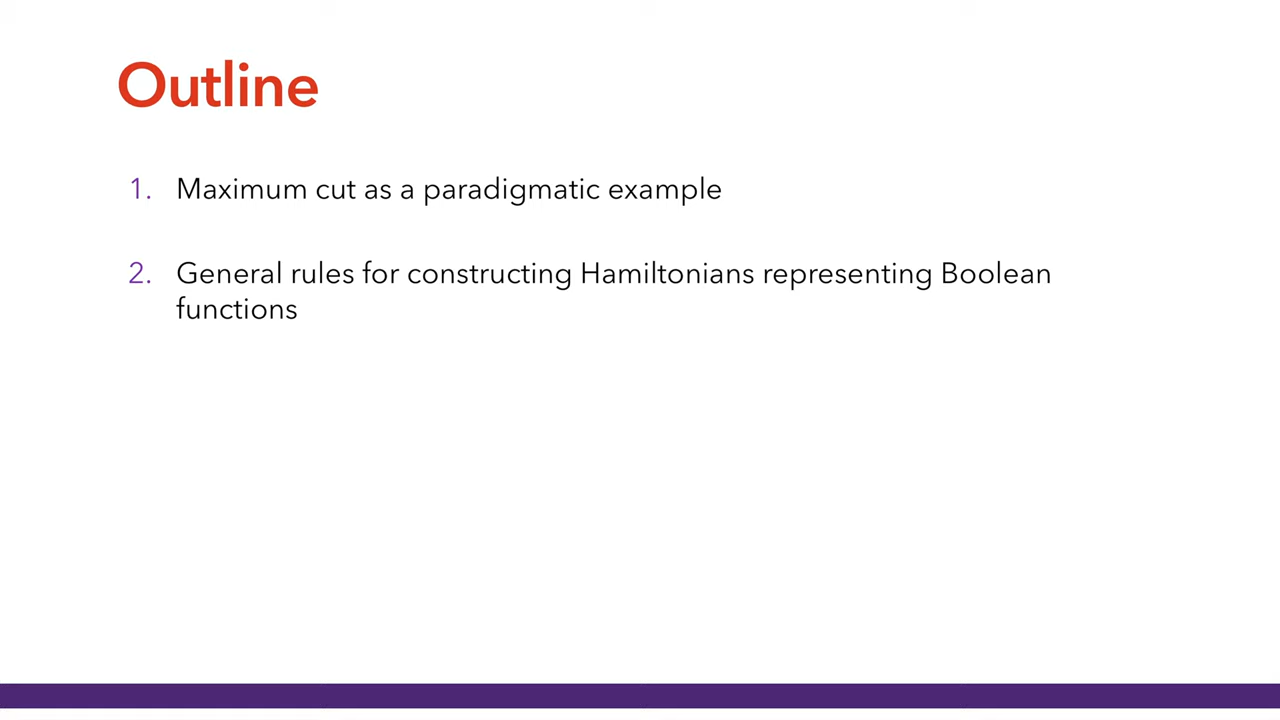 Outline
1. Maximum cut as a paradigmatic example
2. General rules for constructing Hamiltonians representing Boolean
functions